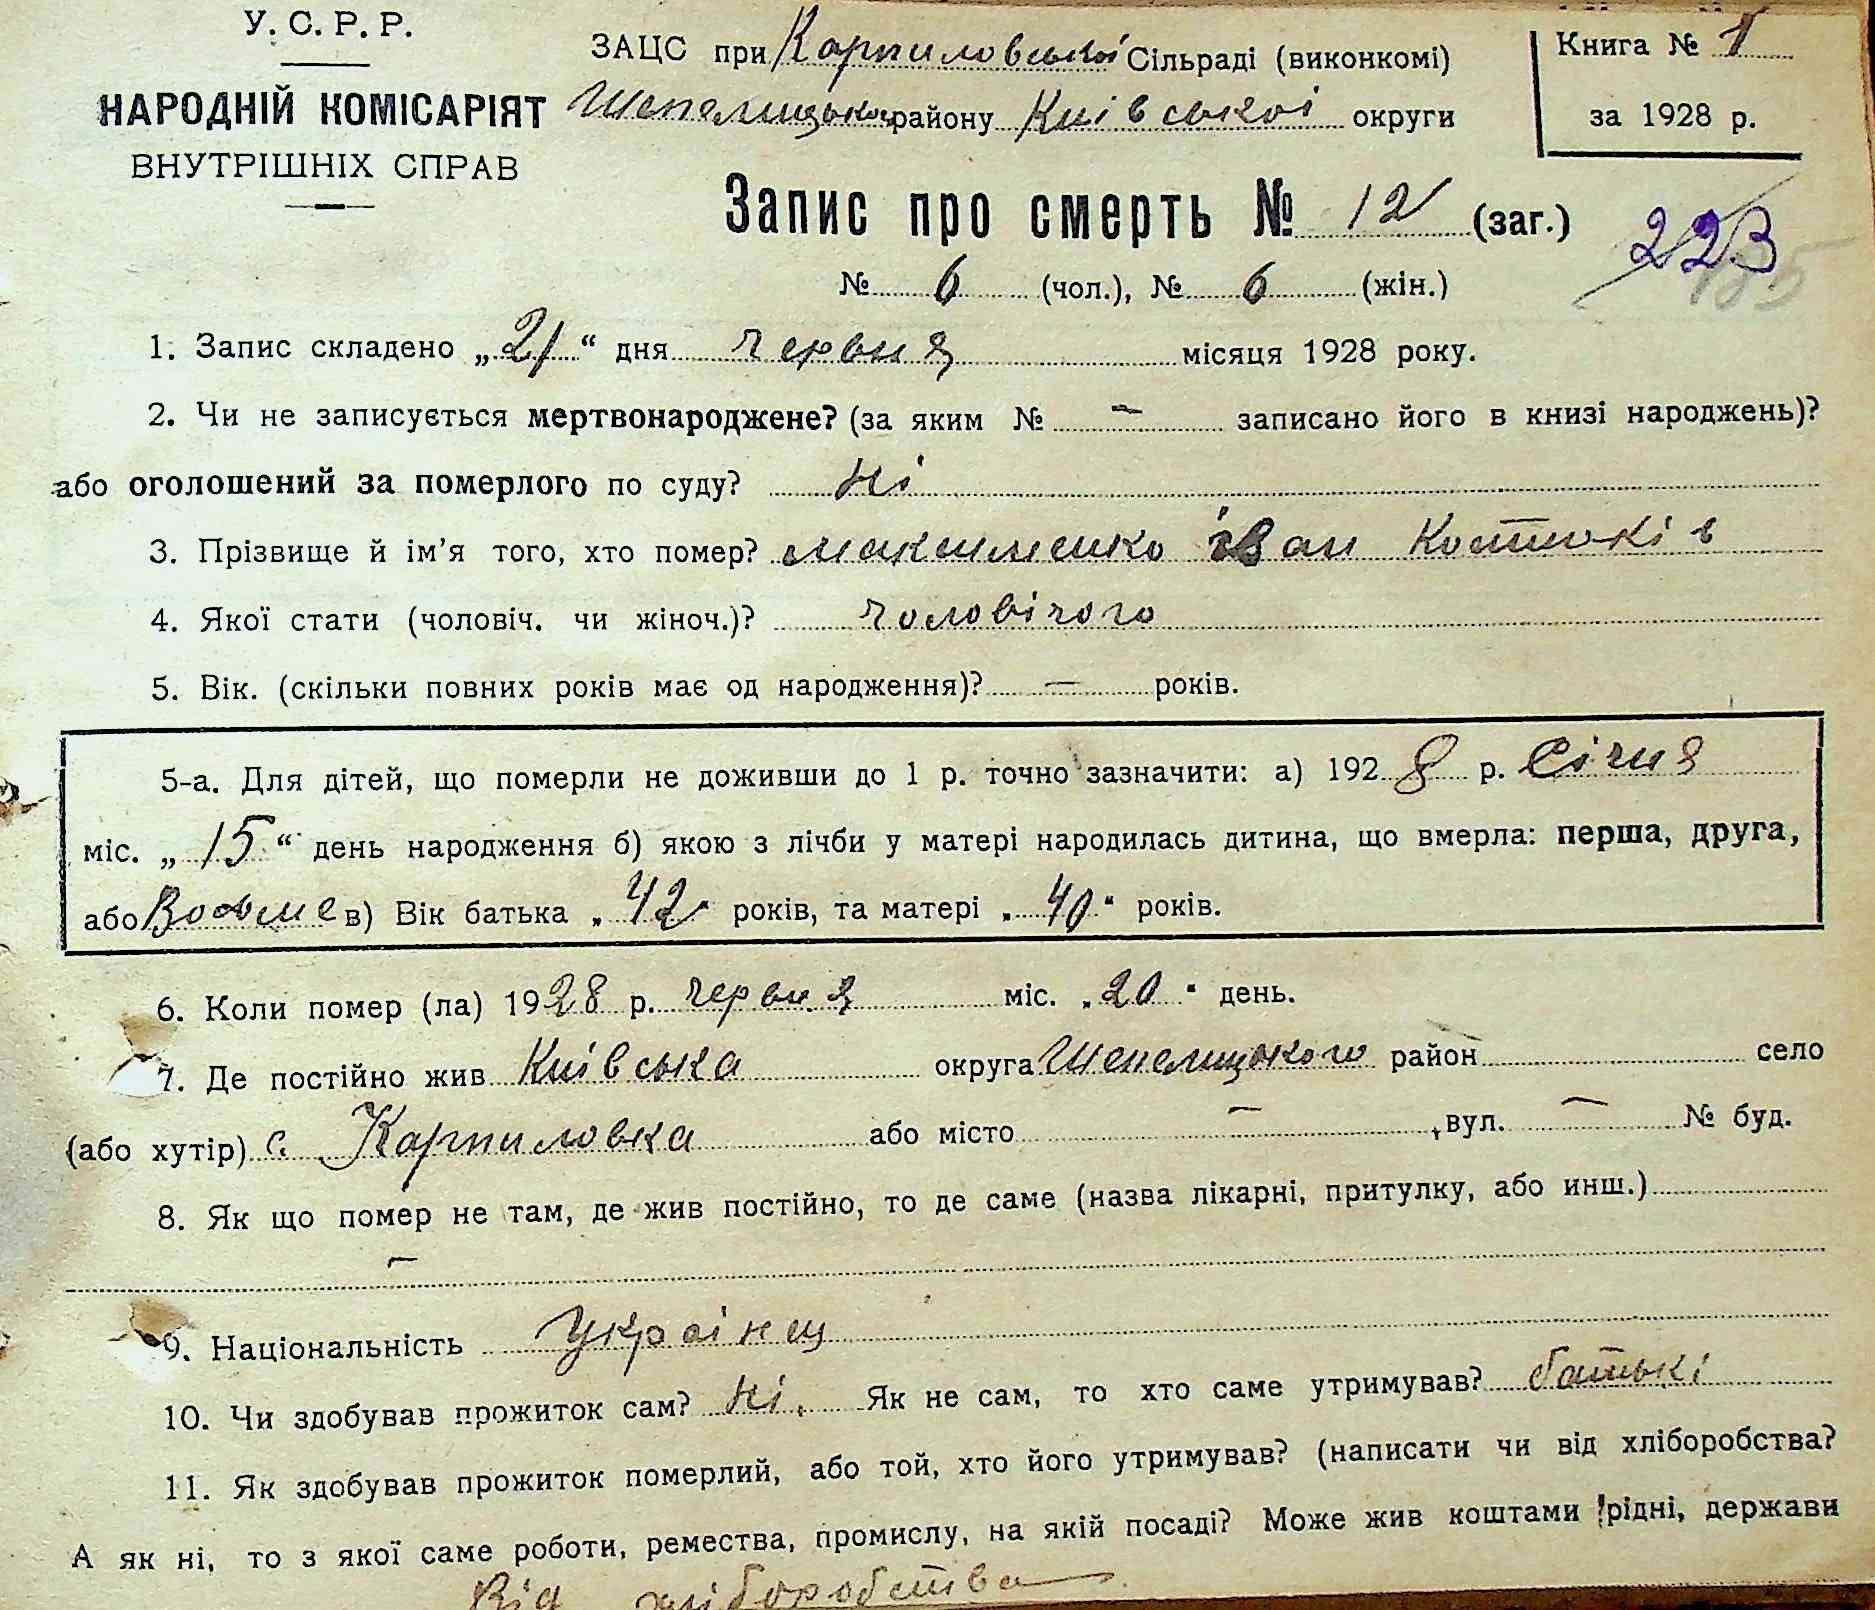 У. С. Р. Р.
НАРОДНІЙ КОМІСАРІЯТ
ВНУТРІШНІХ СПРАВ
ЗАЦС при Карпиловській Сільраді (виконкомі)
Шепелицького району Київської округи
Книга № 1
за 1928 р.
Запис про смерть № 12 (заг.)
223
№ 6 (чол.), № 6 (жін.)
1. Запис складено „21“ дня червня місяця 1928 року.
2. Чи не записується мертвонароджене? (за яким № — записано його в книзі народжень)?
або оголошений за померлого по суду? Ні
3. Прізвище й ім’я того, хто помер? Максименко Іван
4. Якої стати (чоловіч. чи жіноч.)? чоловічого
5. Вік. (скільки повних років має од народження)? — років.
5-а. Для дітей, що померли не доживши до 1 р. точно зазначити: а) 1928 р. Січня
міс. „15“ день народження б) якою з лічби у матері народилась дитина, що вмерла: перша, друга,
або Восьме в) Вік батька „42“ років, та матері „40“ років.
6. Коли помер (ла) 1928 р. червня міс. „20“ день.
7. Де постійно жив Київська округа Шепелицького район село
(або хутір) с. Карпиловка або місто — , вул. — № буд.
8. Як що помер не там, де жив постійно, то де саме (назва лікарні, притулку, або инш.)
—
9. Національність Українец
10. Чи здобував прожиток сам? Ні. Як не сам, то хто саме утримував? батькі
11. Як здобував прожиток померлий, або той, хто його утримував? (написати чи від хліборобства?
А як ні, то з якої саме роботи, ремества, промислу, на якій посаді? Може жив коштами рідні, держави
Від хліборобства